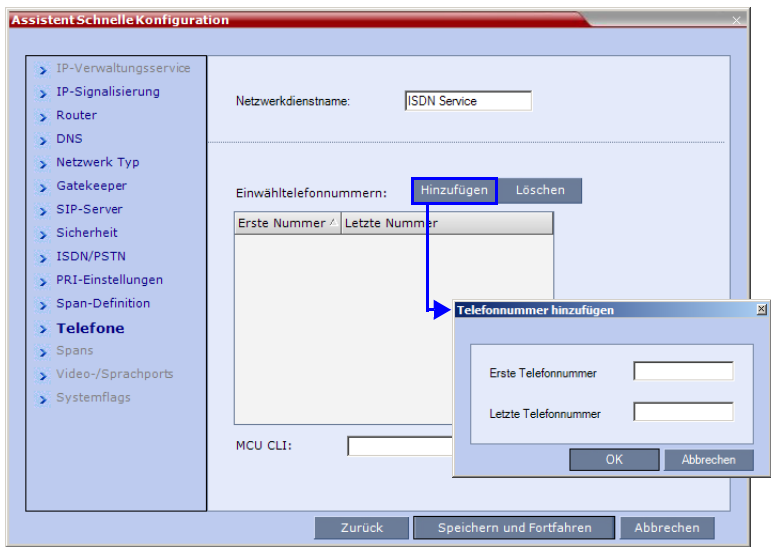 Assistent Schnelle Konfiguration
IP-Verwaltungsservice
IP-Signalisierung
Router
DNS
Netzwerk Typ
Gatekeeper
SIP-Server
Sicherheit
ISDN/PSTN
PRI-Einstellungen
Span-Definition
Telefone
Spans
Video-/Sprachports
Systemflags
Netzwerkdienstname: ISDN Service
Einwähltelefonnummern: Hinzufügen Löschen
Erste Nummer Letzte Nummer
MCU CLI:
Telefonnummer hinzufügen
Erste Telefonnummer
Letzte Telefonnummer
OK Abbrechen
Zurück Speichern und Fortfahren Abbrechen